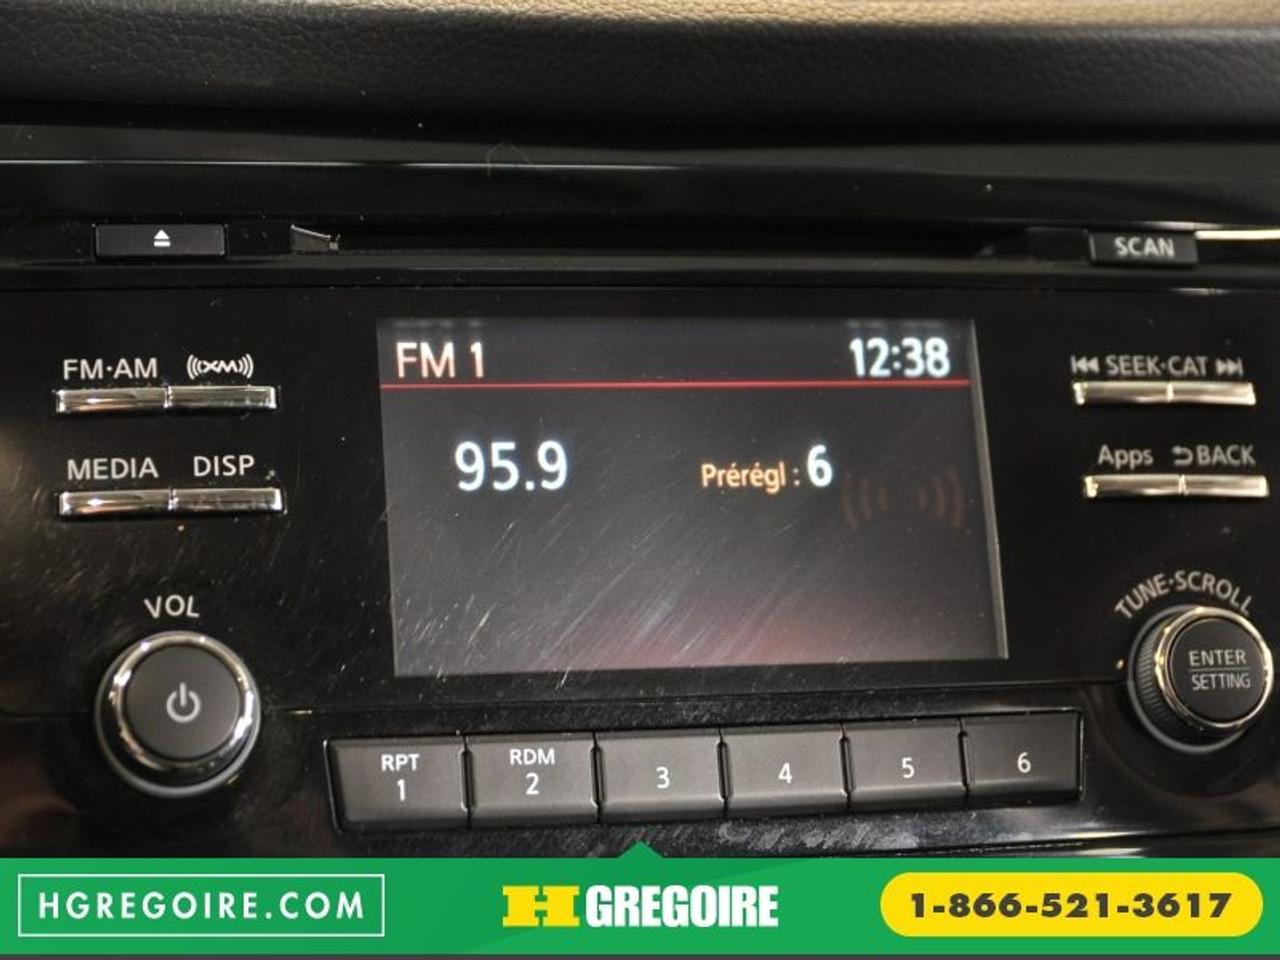 SCAN
FM·AM (((XM)))
FM 1 12:38
SEEK·CAT
95.9 Prérégl : 6
MEDIA DISP
Apps BACK
VOL
TUNE·SCROLL
ENTER
SETTING
RPT RDM
1 2 3 4 5 6
HGREGOIRE.COM H GREGOIRE 1-866-521-3617